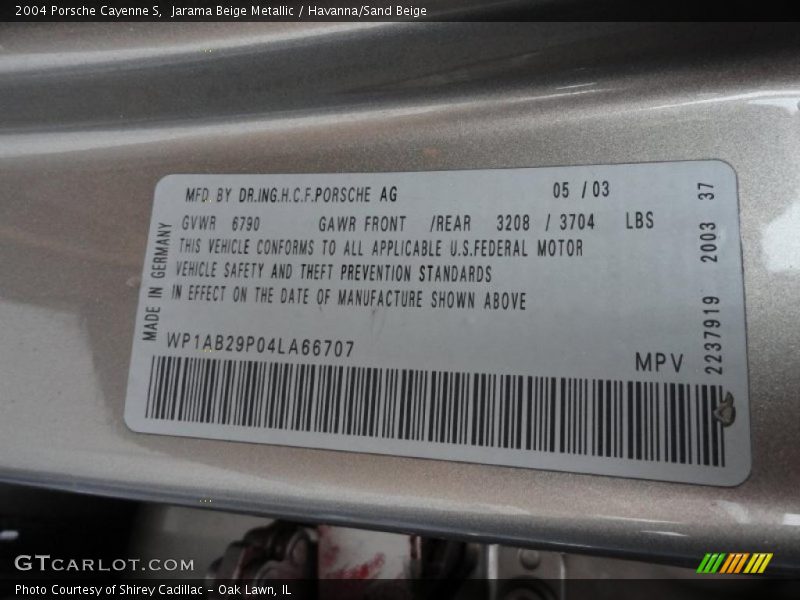 2004 Porsche Cayenne S,  Jarama Beige Metallic / Havanna/Sand Beige
MFD. BY DR.ING.H.C.F.PORSCHE AG 05 /03
GVWR 6790 GAWR FRONT /REAR 3208 / 3704 LBS
THIS VEHICLE CONFORMS TO ALL APPLICABLE U.S.FEDERAL MOTOR
VEHICLE SAFETY AND THEFT PREVENTION STANDARDS
IN EFFECT ON THE DATE OF MANUFACTURE SHOWN ABOVE
WP1AB29P04LA66707
MPV
MADE IN GERMANY
2237919 2003 37
GTCARLOT.COM
Photo Courtesy of Shirey Cadillac - Oak Lawn, IL